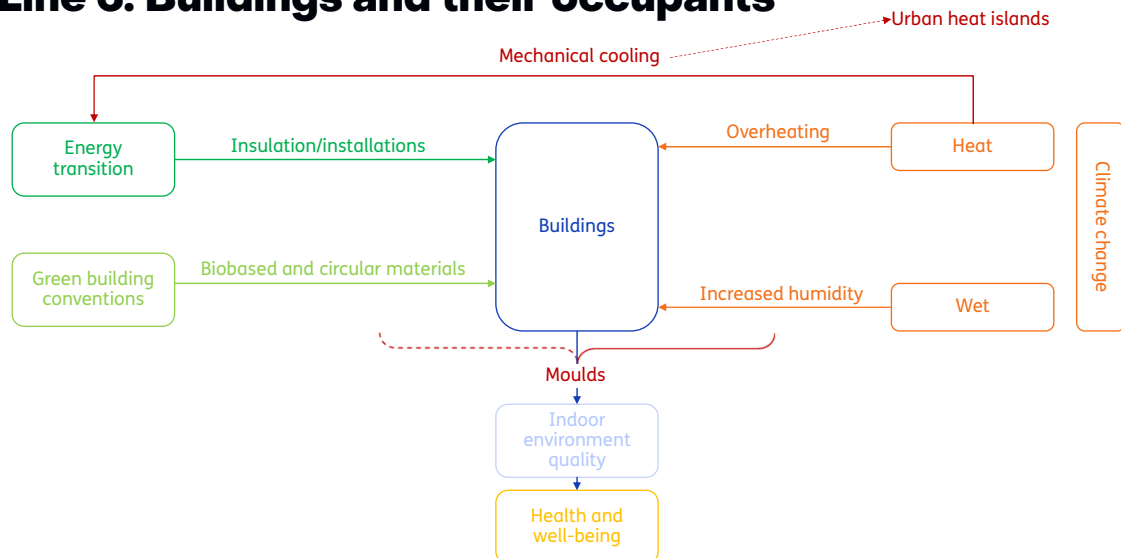 Line 6: Buildings and their occupants
Urban heat islands
Mechanical cooling
Energy
transition
Insulation/installations
Overheating
Heat
Buildings
Climate change
Green building
conventions
Biobased and circular materials
Increased humidity
Wet
Moulds
Indoor
environment
quality
Health and
well-being